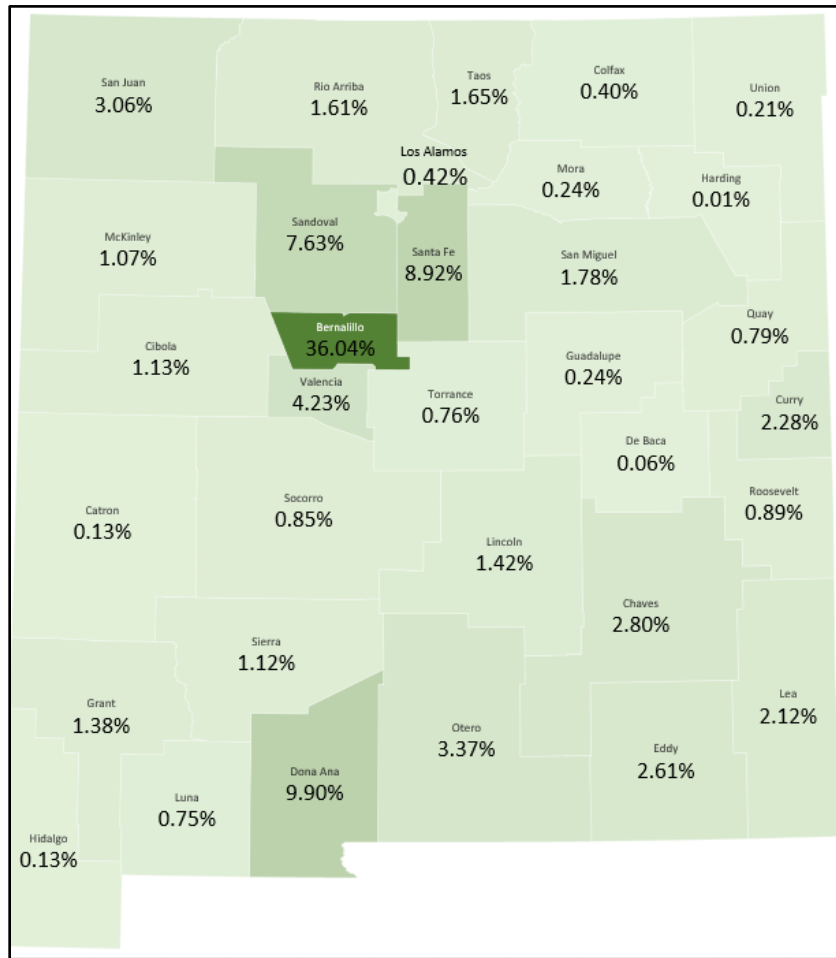 San Juan
3.06%
Rio Arriba
1.61%
Taos
1.65%
Colfax
0.40%
Union
0.21%
Los Alamos
0.42%
Mora
0.24%
Harding
0.01%
McKinley
1.07%
Sandoval
7.63%
Santa Fe
8.92%
San Miguel
1.78%
Quay
0.79%
Cibola
1.13%
Bernalillo
36.04%
Guadalupe
0.24%
Valencia
4.23%
Torrance
0.76%
Curry
2.28%
De Baca
0.06%
Roosevelt
0.89%
Catron
0.13%
Socorro
0.85%
Lincoln
1.42%
Chaves
2.80%
Sierra
1.12%
Grant
1.38%
Otero
3.37%
Lea
2.12%
Eddy
2.61%
Dona Ana
9.90%
Luna
0.75%
Hidalgo
0.13%